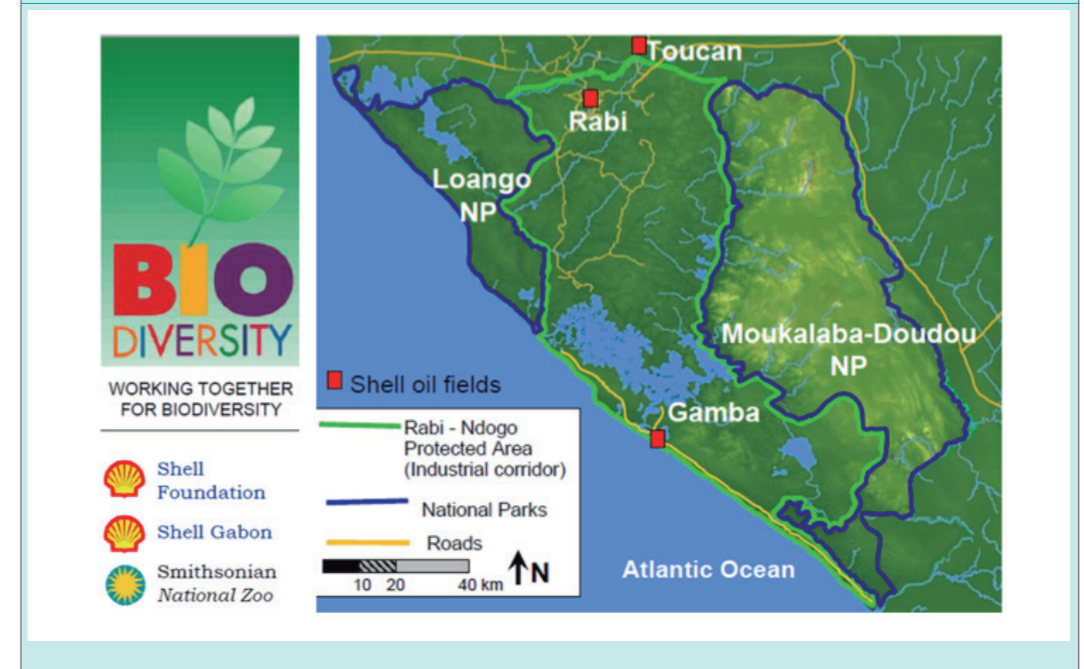 BIO
DIVERSITY
WORKING TOGETHER
FOR BIODIVERSITY
Shell
Foundation
Shell Gabon
Smithsonian
National Zoo
Toucan
Rabi
Loango
NP
Moukalaba-Doudou
NP
Gamba
Atlantic Ocean
Shell oil fields
Rabi - Ndogo
Protected Area
(Industrial corridor)
National Parks
Roads
10 20 40 km
N